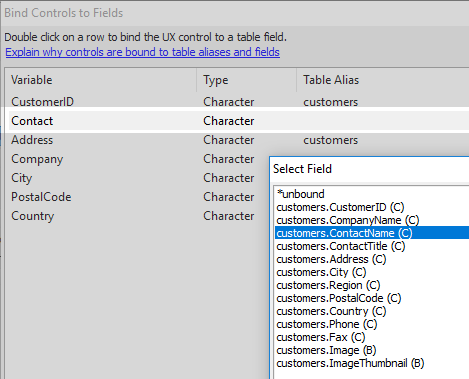 Bind Controls to Fields
Double click on a row to bind the UX control to a table field.
Explain why controls are bound to table aliases and fields
Variable Type Table Alias
CustomerID Character customers
Contact Character
Address Character customers
Company Character
City Character
PostalCode Character
Country Character
Select Field
*unbound
customers.CustomerID (C)
customers.CompanyName (C)
customers.ContactName (C)
customers.ContactTitle (C)
customers.Address (C)
customers.City (C)
customers.Region (C)
customers.PostalCode (C)
customers.Country (C)
customers.Phone (C)
customers.Fax (C)
customers.Image (B)
customers.ImageThumbnail (B)